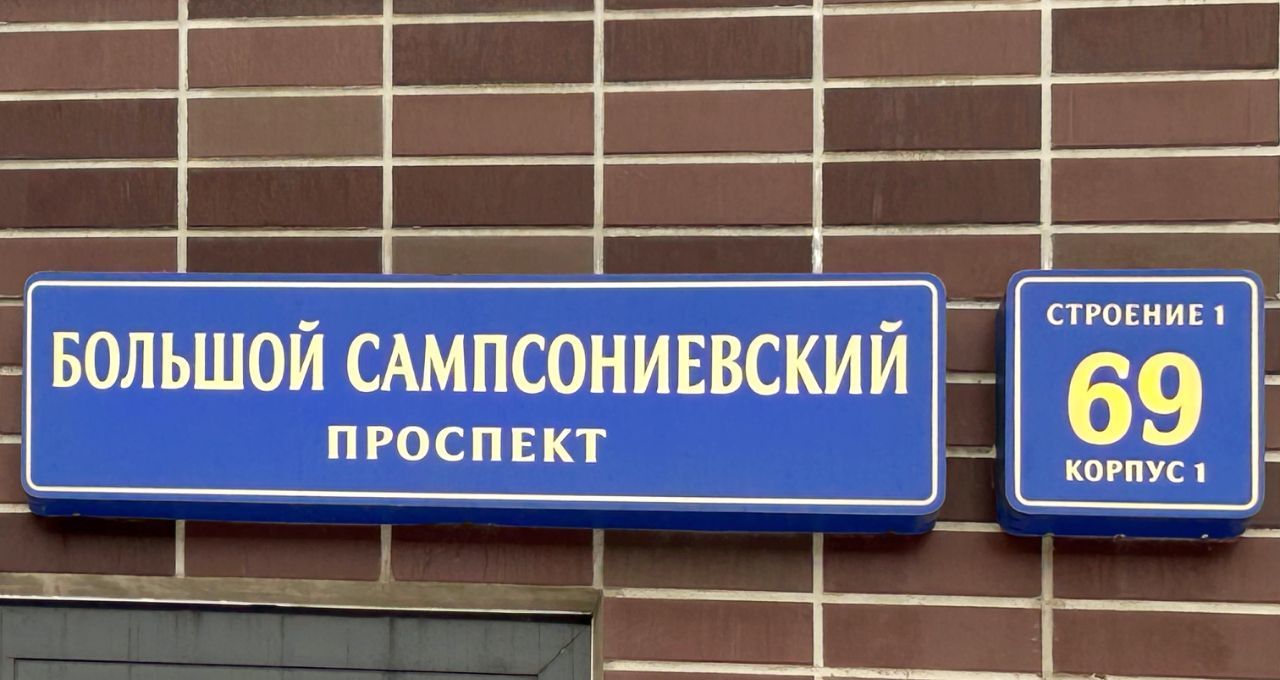 БОЛЬШОЙ САМПСОНИЕВСКИЙ
ПРОСПЕКТ
СТРОЕНИЕ 1
69
КОРПУС 1